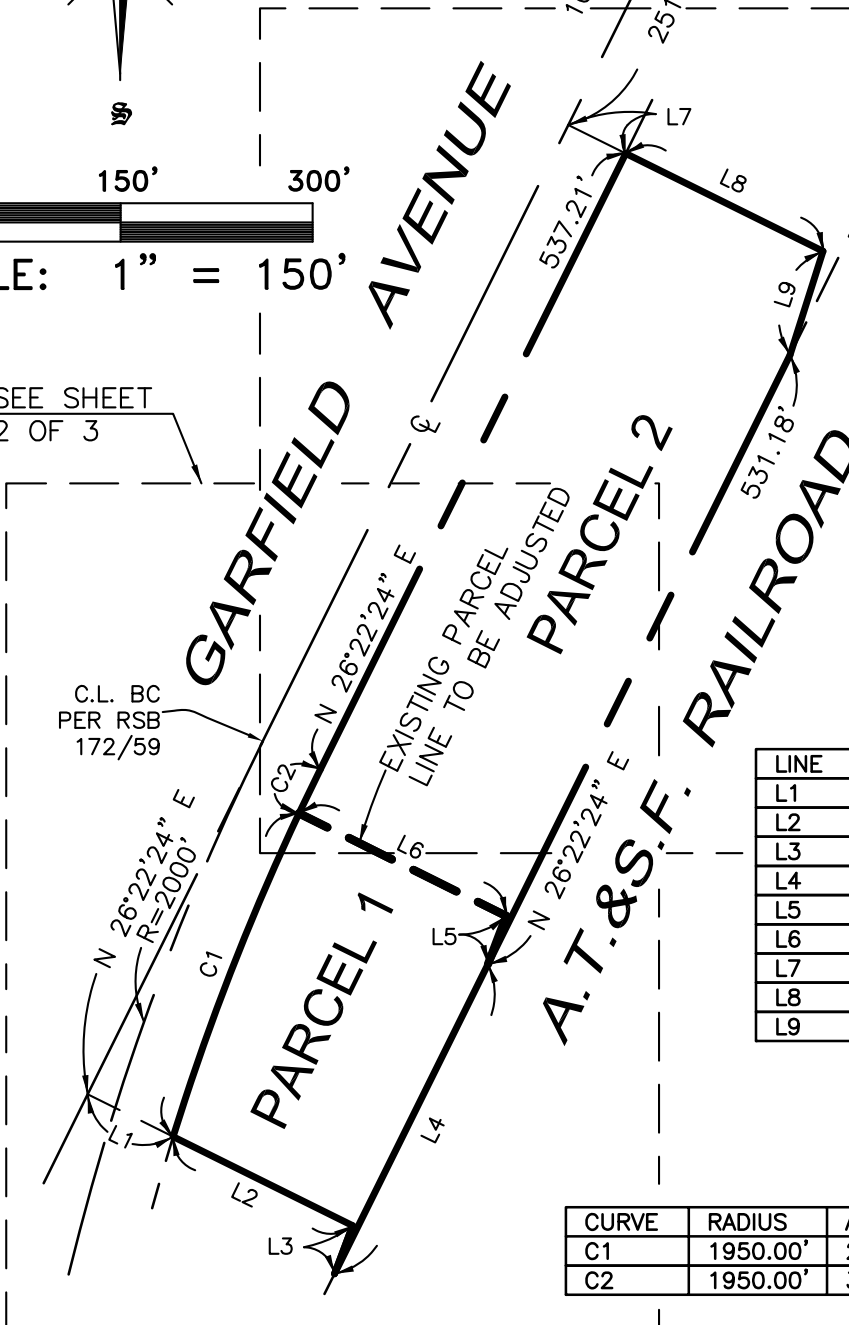 S
150' 300'
LE: 1" = 150'
SEE SHEET
2 OF 3
GARFIELD AVENUE
251
L7
L8
537.21'
L9
531.18'
PARCEL 2
A.T.&S.F. RAILROAD
EXISTING PARCEL
LINE TO BE ADJUSTED
N 26°22'24" E
C.L. BC
PER RSB
172/59
C2
L6
N 26°22'24" E
R=2000'
C1
PARCEL 1
L5
N 26°22'24" E
L4
L1
L2
L3
LINE
L1
L2
L3
L4
L5
L6
L7
L8
L9
CURVE RADIUS
C1 1950.00'
C2 1950.00'